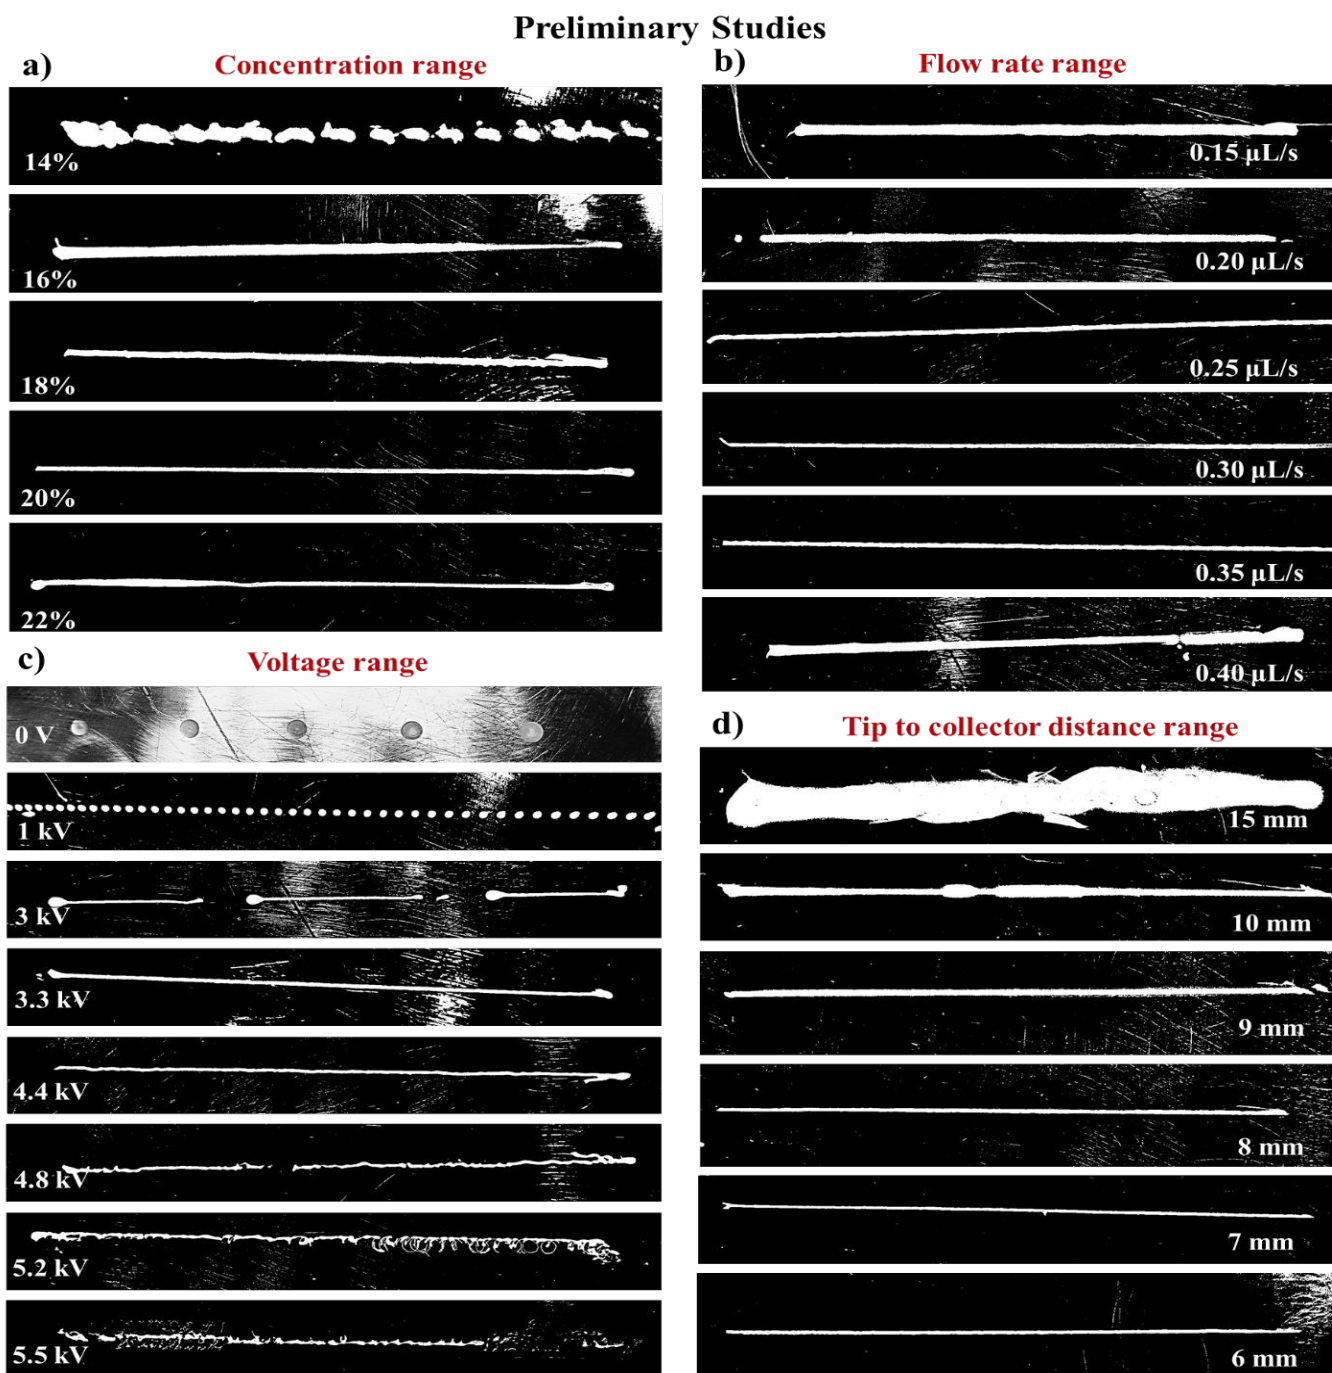 Preliminary Studies
a)
Concentration range
14%
16%
18%
20%
22%
b)
Flow rate range
0.15 µL/s
0.20 µL/s
0.25 µL/s
0.30 µL/s
0.35 µL/s
0.40 µL/s
c)
Voltage range
0 V
1 kV
3 kV
3.3 kV
4.4 kV
4.8 kV
5.2 kV
5.5 kV
d)
Tip to collector distance range
15 mm
10 mm
9 mm
8 mm
7 mm
6 mm